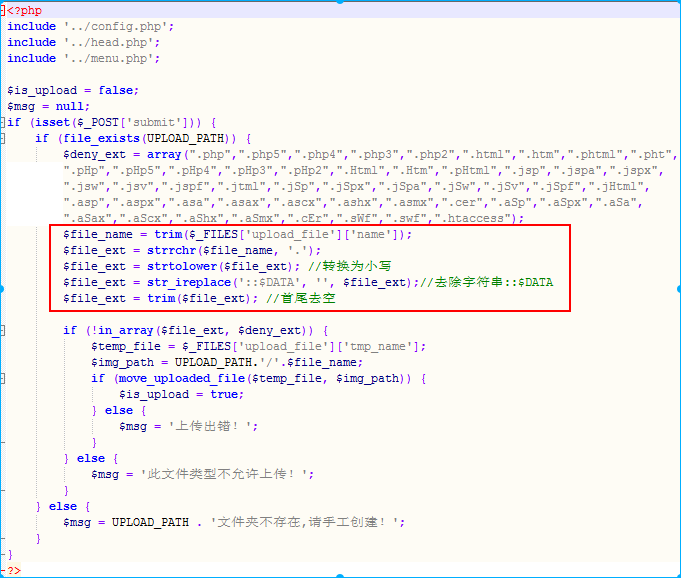 <?php
include '../config.php';
include '../head.php';
include '../menu.php';
$is_upload = false;
$msg = null;
if (isset($_POST['submit'])) {
if (file_exists(UPLOAD_PATH)) {
$deny_ext = array(".php",".php5",".php4",".php3",".php2",".html",".htm",".phtml",".pht",
".pHp",".pHp5",".pHp4",".pHp3",".pHp2",".Html",".Htm",".pHtml",".jsp",".jspa",".jspx",
".jsw",".jsv",".jspf",".jtml",".jSp",".jSpx",".jSpa",".jSw",".jSv",".jSpf",".jHtml",
".asp",".aspx",".asa",".asax",".ascx",".ashx",".asmx",".cer",".aSp",".aSpx",".aSa",
".aSax",".aScx",".aShx",".aSmx",".cEr",".sWf",".swf",".htaccess");
$file_name = trim($_FILES['upload_file']['name']);
$file_ext = strrchr($file_name, '.');
$file_ext = strtolower($file_ext); //转换为小写
$file_ext = str_ireplace('::$DATA', '', $file_ext);//去除字符串::$DATA
$file_ext = trim($file_ext); //首尾去空
if (!in_array($file_ext, $deny_ext)) {
$temp_file = $_FILES['upload_file']['tmp_name'];
$img_path = UPLOAD_PATH.'/'.$file_name;
if (move_uploaded_file($temp_file, $img_path)) {
$is_upload = true;
} else {
$msg = '上传出错！';
}
} else {
$msg = '此文件类型不允许上传！';
}
} else {
$msg = UPLOAD_PATH . '文件夹不存在,请手工创建！';
}
}
?>